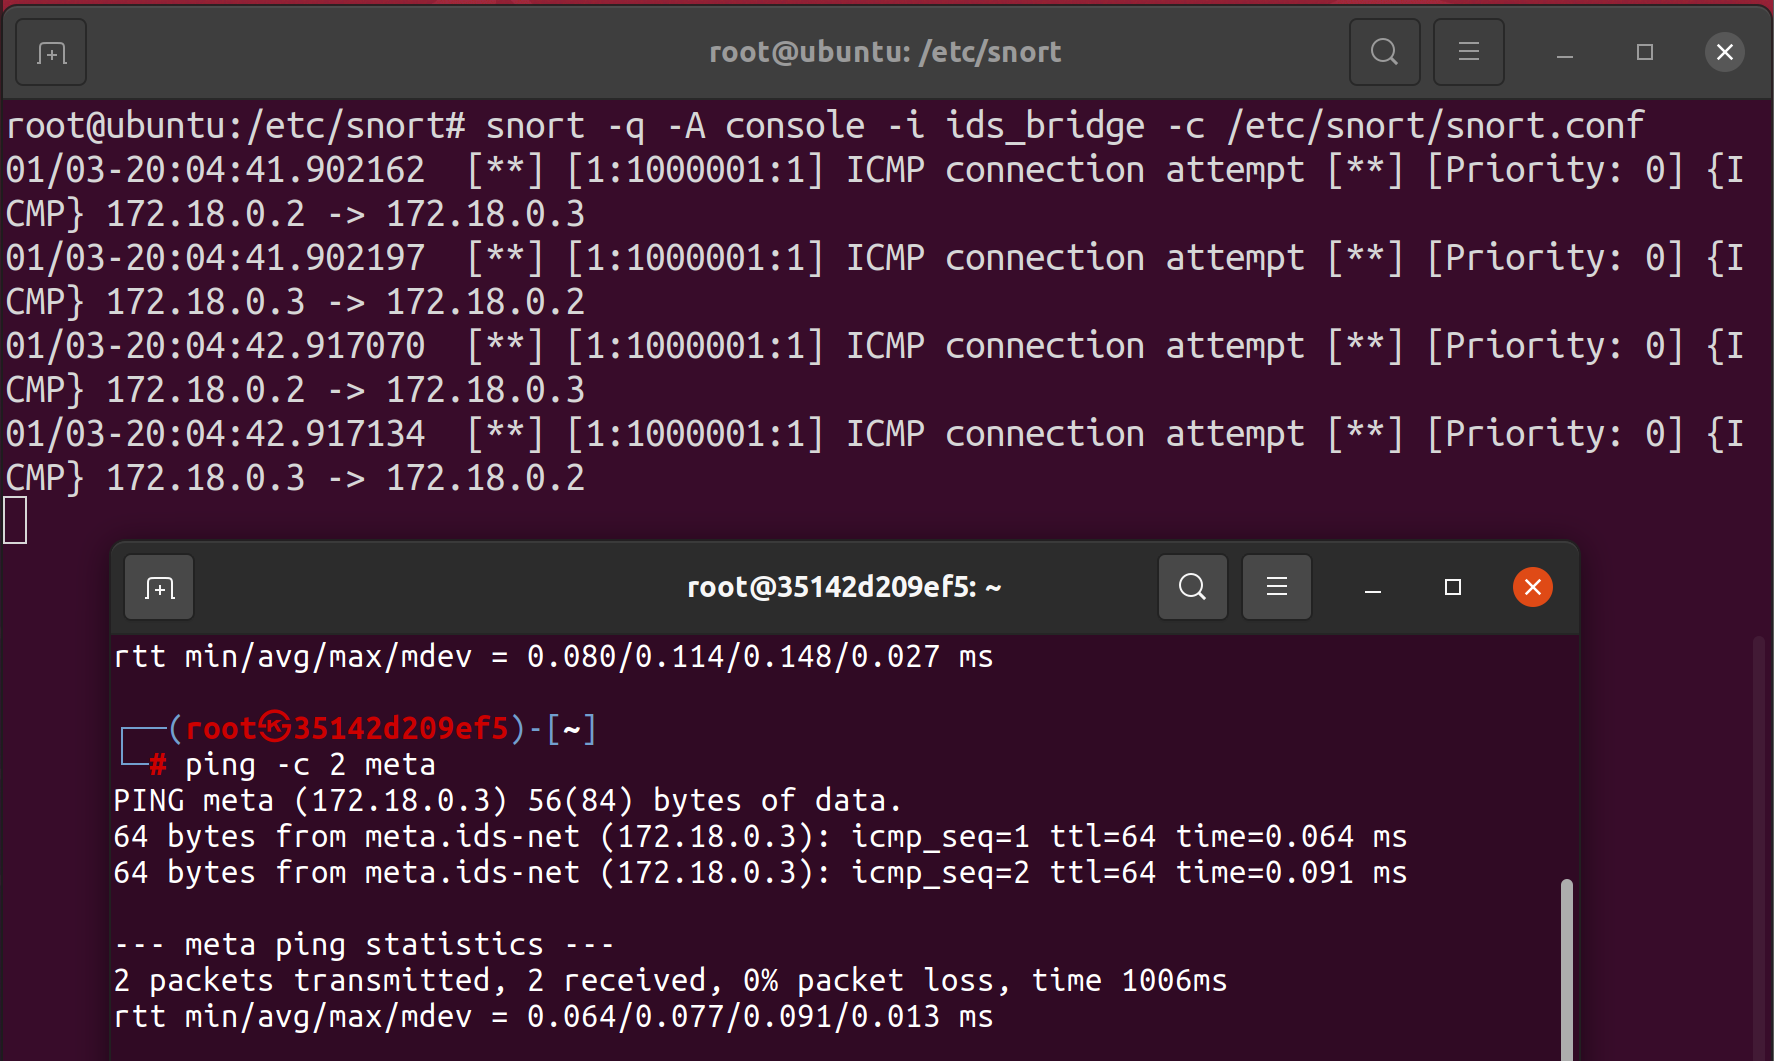 root@ubuntu: /etc/snort
root@ubuntu:/etc/snort# snort -q -A console -i ids_bridge -c /etc/snort/snort.conf
01/03-20:04:41.902162  [**] [1:1000001:1] ICMP connection attempt [**] [Priority: 0] {I
CMP} 172.18.0.2 -> 172.18.0.3
01/03-20:04:41.902197  [**] [1:1000001:1] ICMP connection attempt [**] [Priority: 0] {I
CMP} 172.18.0.3 -> 172.18.0.2
01/03-20:04:42.917070  [**] [1:1000001:1] ICMP connection attempt [**] [Priority: 0] {I
CMP} 172.18.0.2 -> 172.18.0.3
01/03-20:04:42.917134  [**] [1:1000001:1] ICMP connection attempt [**] [Priority: 0] {I
CMP} 172.18.0.3 -> 172.18.0.2
root@35142d209ef5: ~
rtt min/avg/max/mdev = 0.080/0.114/0.148/0.027 ms
┌──(root㉿35142d209ef5)-[~]
└─# ping -c 2 meta
PING meta (172.18.0.3) 56(84) bytes of data.
64 bytes from meta.ids-net (172.18.0.3): icmp_seq=1 ttl=64 time=0.064 ms
64 bytes from meta.ids-net (172.18.0.3): icmp_seq=2 ttl=64 time=0.091 ms
--- meta ping statistics ---
2 packets transmitted, 2 received, 0% packet loss, time 1006ms
rtt min/avg/max/mdev = 0.064/0.077/0.091/0.013 ms